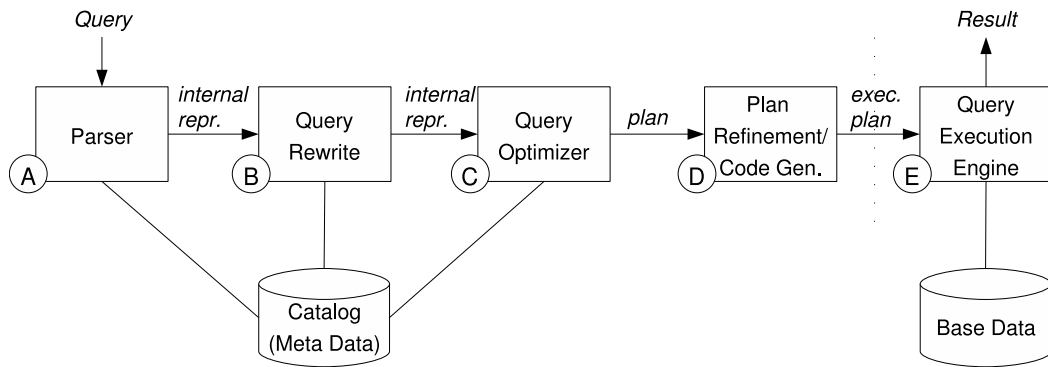 Query
Result
internal
repr.
internal
repr.
plan
exec.
plan
Parser
Query
Rewrite
Query
Optimizer
Plan
Refinement/
Code Gen.
Query
Execution
Engine
A
B
C
D
E
Catalog
(Meta Data)
Base Data